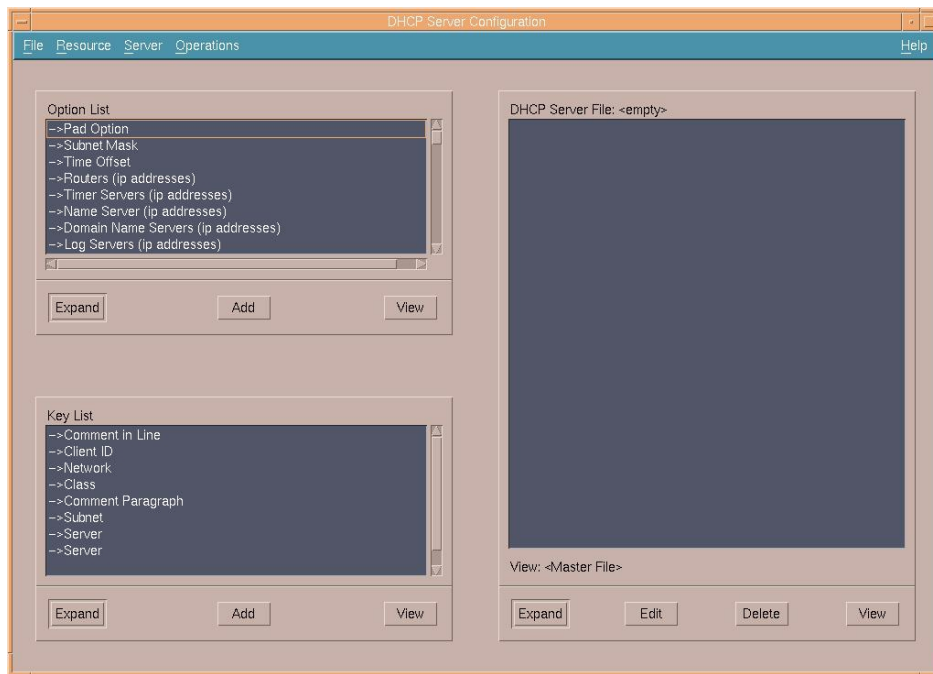 DHCP Server Configuration
File Resource Server Operations Help
Option List
->Pad Option
->Subnet Mask
->Time Offset
->Routers (ip addresses)
->Timer Servers (ip addresses)
->Name Server (ip addresses)
->Domain Name Servers (ip addresses)
->Log Servers (ip addresses)
Expand Add View
Key List
->Comment in Line
->Client ID
->Network
->Class
->Comment Paragraph
->Subnet
->Server
->Server
Expand Add View
DHCP Server File: <empty>
View: <Master File>
Expand Edit Delete View